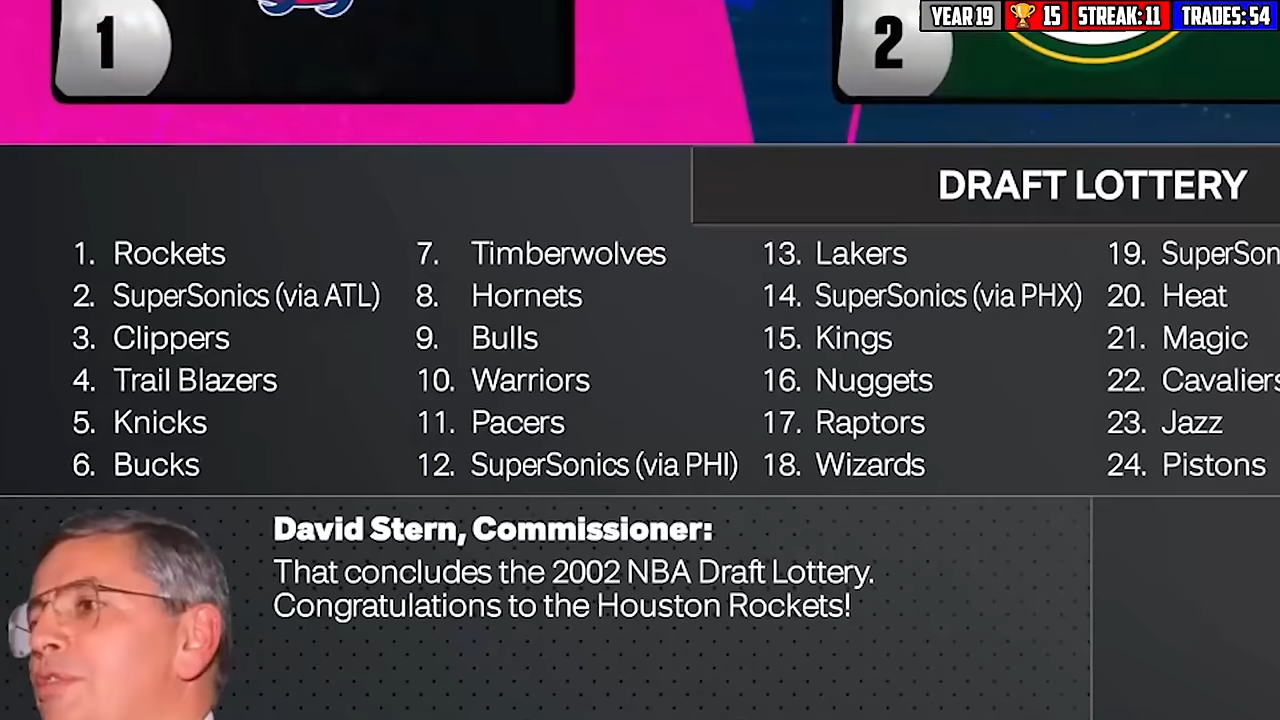 YEAR 19 🏆 15 STREAK: 11 TRADES: 54
1
2
DRAFT LOTTERY
1. Rockets
2. SuperSonics (via ATL)
3. Clippers
4. Trail Blazers
5. Knicks
6. Bucks
7. Timberwolves
8. Hornets
9. Bulls
10. Warriors
11. Pacers
12. SuperSonics (via PHI)
13. Lakers
14. SuperSonics (via PHX)
15. Kings
16. Nuggets
17. Raptors
18. Wizards
19. SuperSon
20. Heat
21. Magic
22. Cavaliers
23. Jazz
24. Pistons
David Stern, Commissioner:
That concludes the 2002 NBA Draft Lottery.
Congratulations to the Houston Rockets!